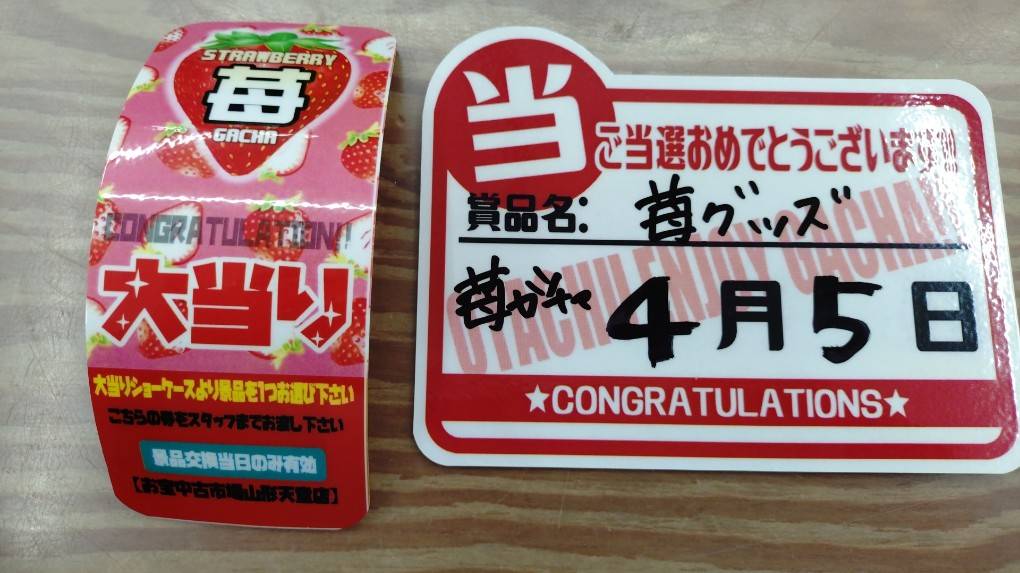 STRAWBERRY
苺
GACHA
CONGRATULATION!!
大当り
大当りショーケースより景品を1つお選び下さい
こちらの券をスタッフまでお渡し下さい
景品交換当日のみ有効
【お宝中古市場山形天童店】
当
ご当選おめでとうございます
賞品名: 苺グッズ
苺ガチャ 4月5日
★CONGRATULATIONS★